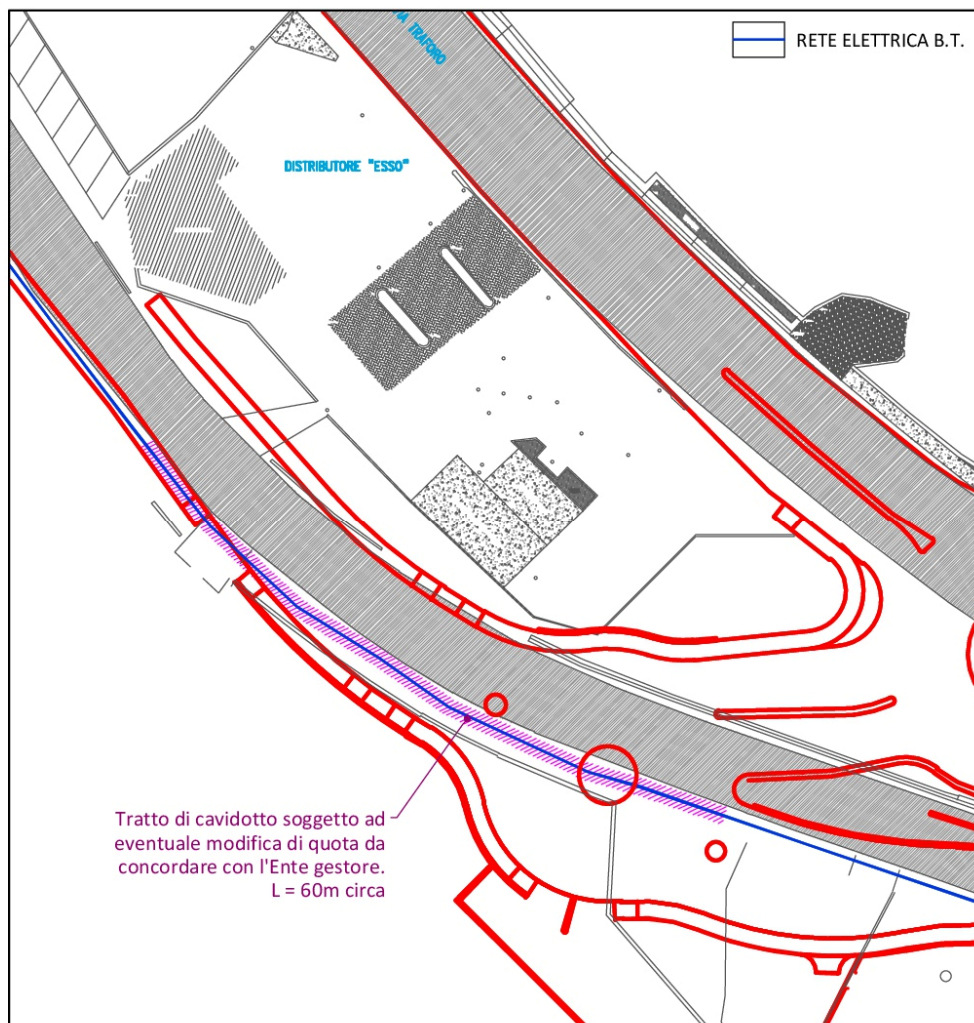 VIA TRAFORO
RETE ELETTRICA B.T.
DISTRIBUTORE "ESSO"
Tratto di cavidotto soggetto ad
eventuale modifica di quota da
concordare con l'Ente gestore.
L = 60m circa